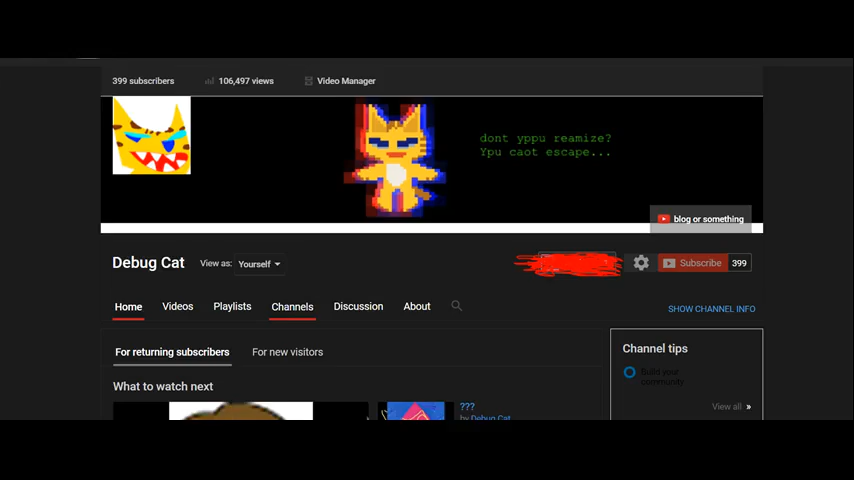 399 subscribers 106,497 views Video Manager
dont yppu reamize?
Ypu caot escape...
blog or something
Debug Cat View as: Yourself Subscribe 399
Home Videos Playlists Channels Discussion About
SHOW CHANNEL INFO
For returning subscribers For new visitors
Channel tips
Build your
community
What to watch next
View all »
???
by Debug Cat